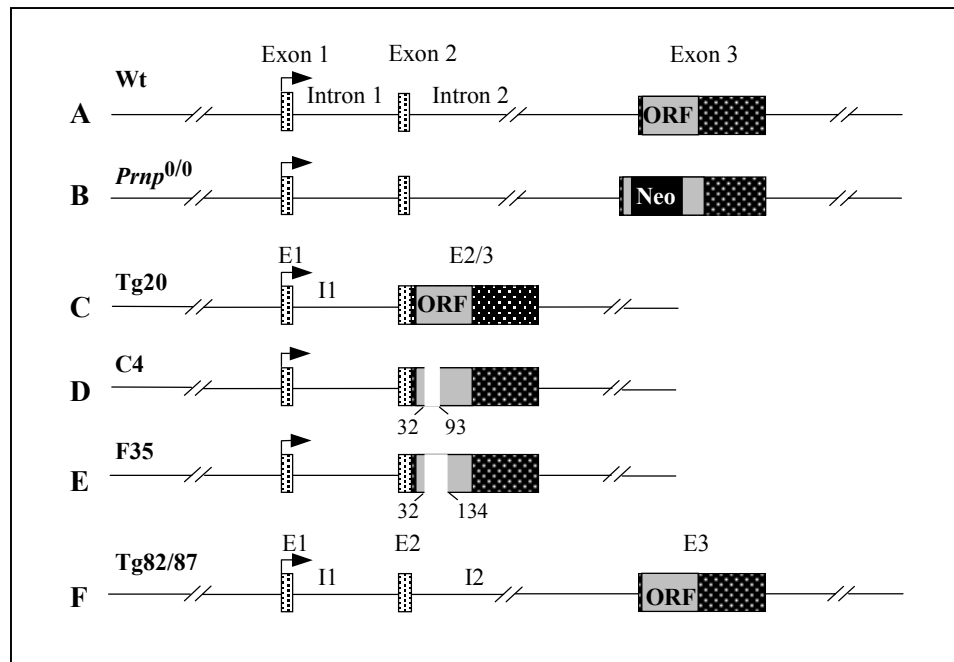 Exon 1 Exon 2 Exon 3
Wt
A Intron 1 Intron 2 ORF
Prnp0/0
B Neo
E1 E2/3
Tg20
C I1 ORF
C4
D
32 93
F35
E
32 134
E1 E2 E3
Tg82/87
F I1 I2 ORF